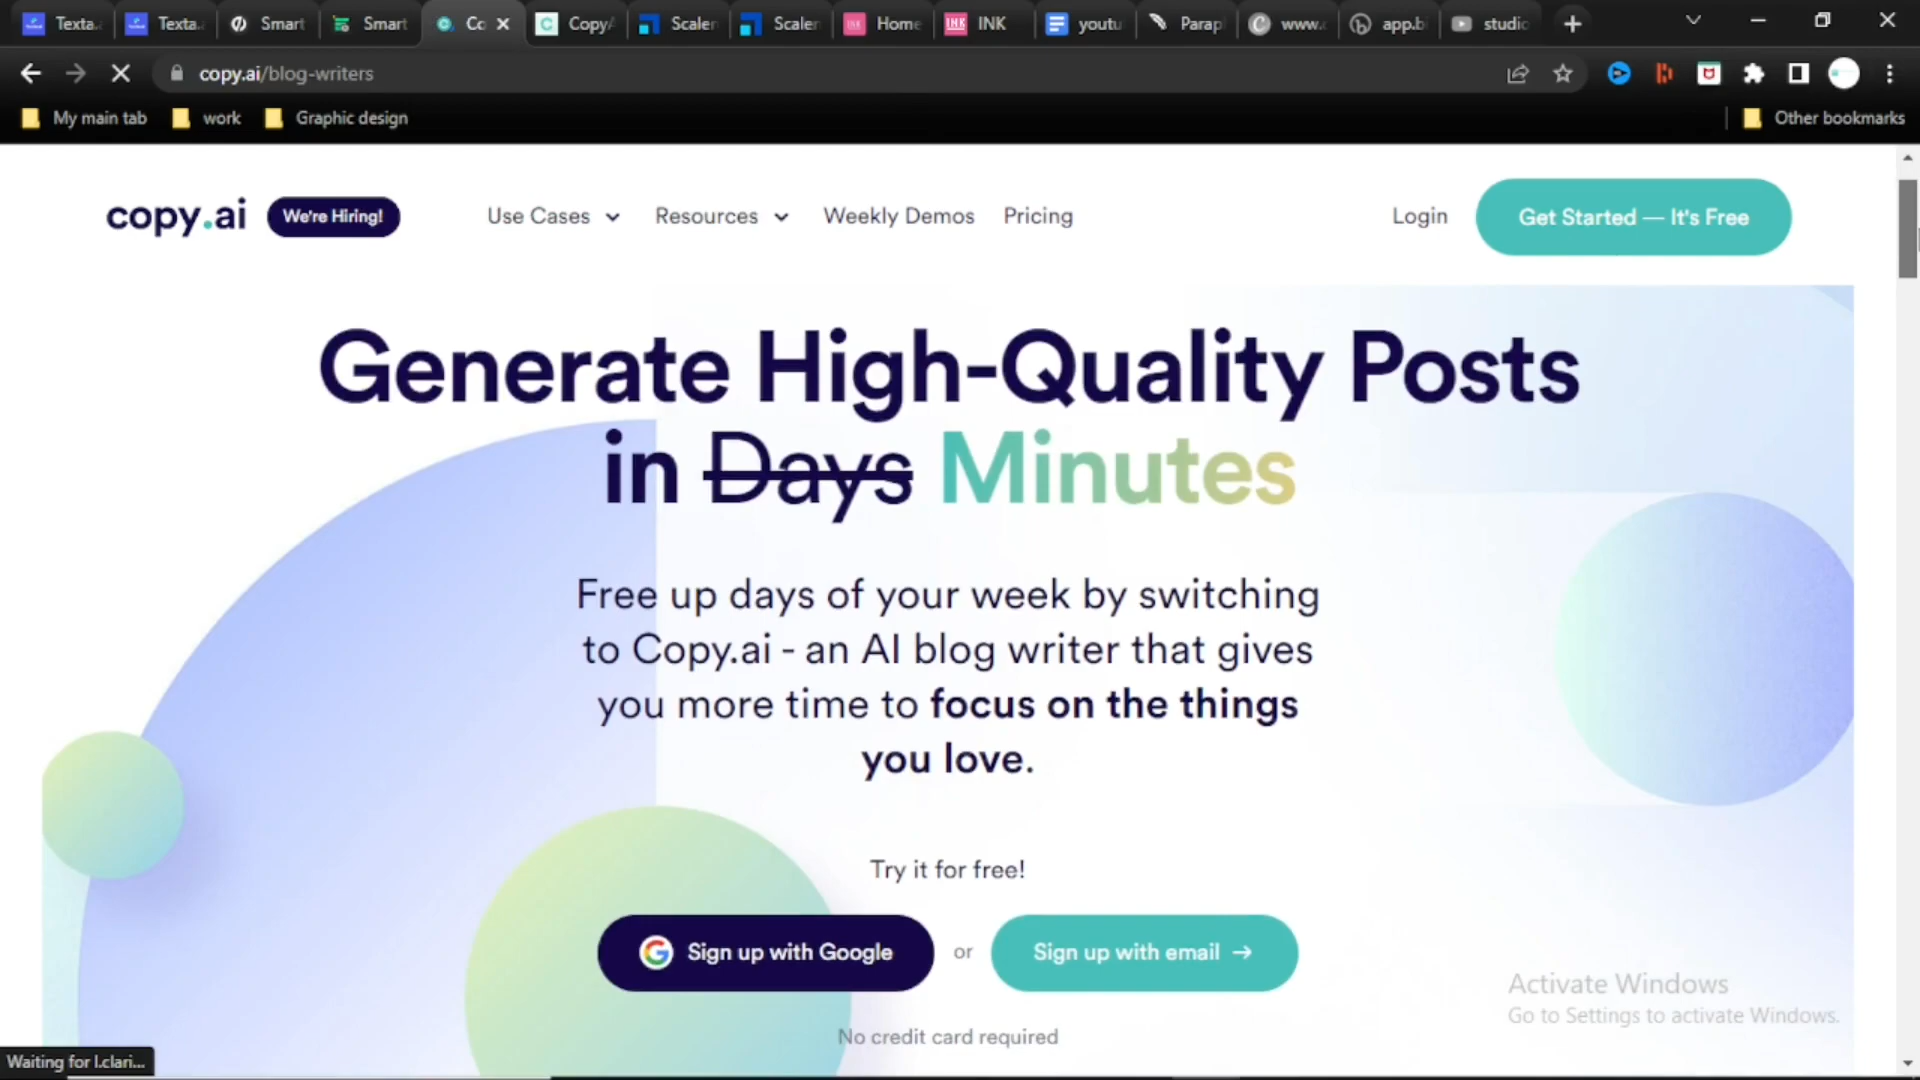 Texta.
Texta.
Smart
Smart
Co
Copy
Scaler
Scaler
Home
INK
youtu
Parap
www.
app.b
studio
copy.ai/blog-writers
My main tab
work
Graphic design
Other bookmarks
copy.ai
We're Hiring!
Use Cases
Resources
Weekly Demos
Pricing
Login
Get Started — It's Free
Generate High-Quality Posts
in Days Minutes
Free up days of your week by switching
to Copy.ai - an AI blog writer that gives
you more time to focus on the things
you love.
Try it for free!
Sign up with Google
or
Sign up with email →
No credit card required
Activate Windows
Go to Settings to activate Windows.
Waiting for l.clari...